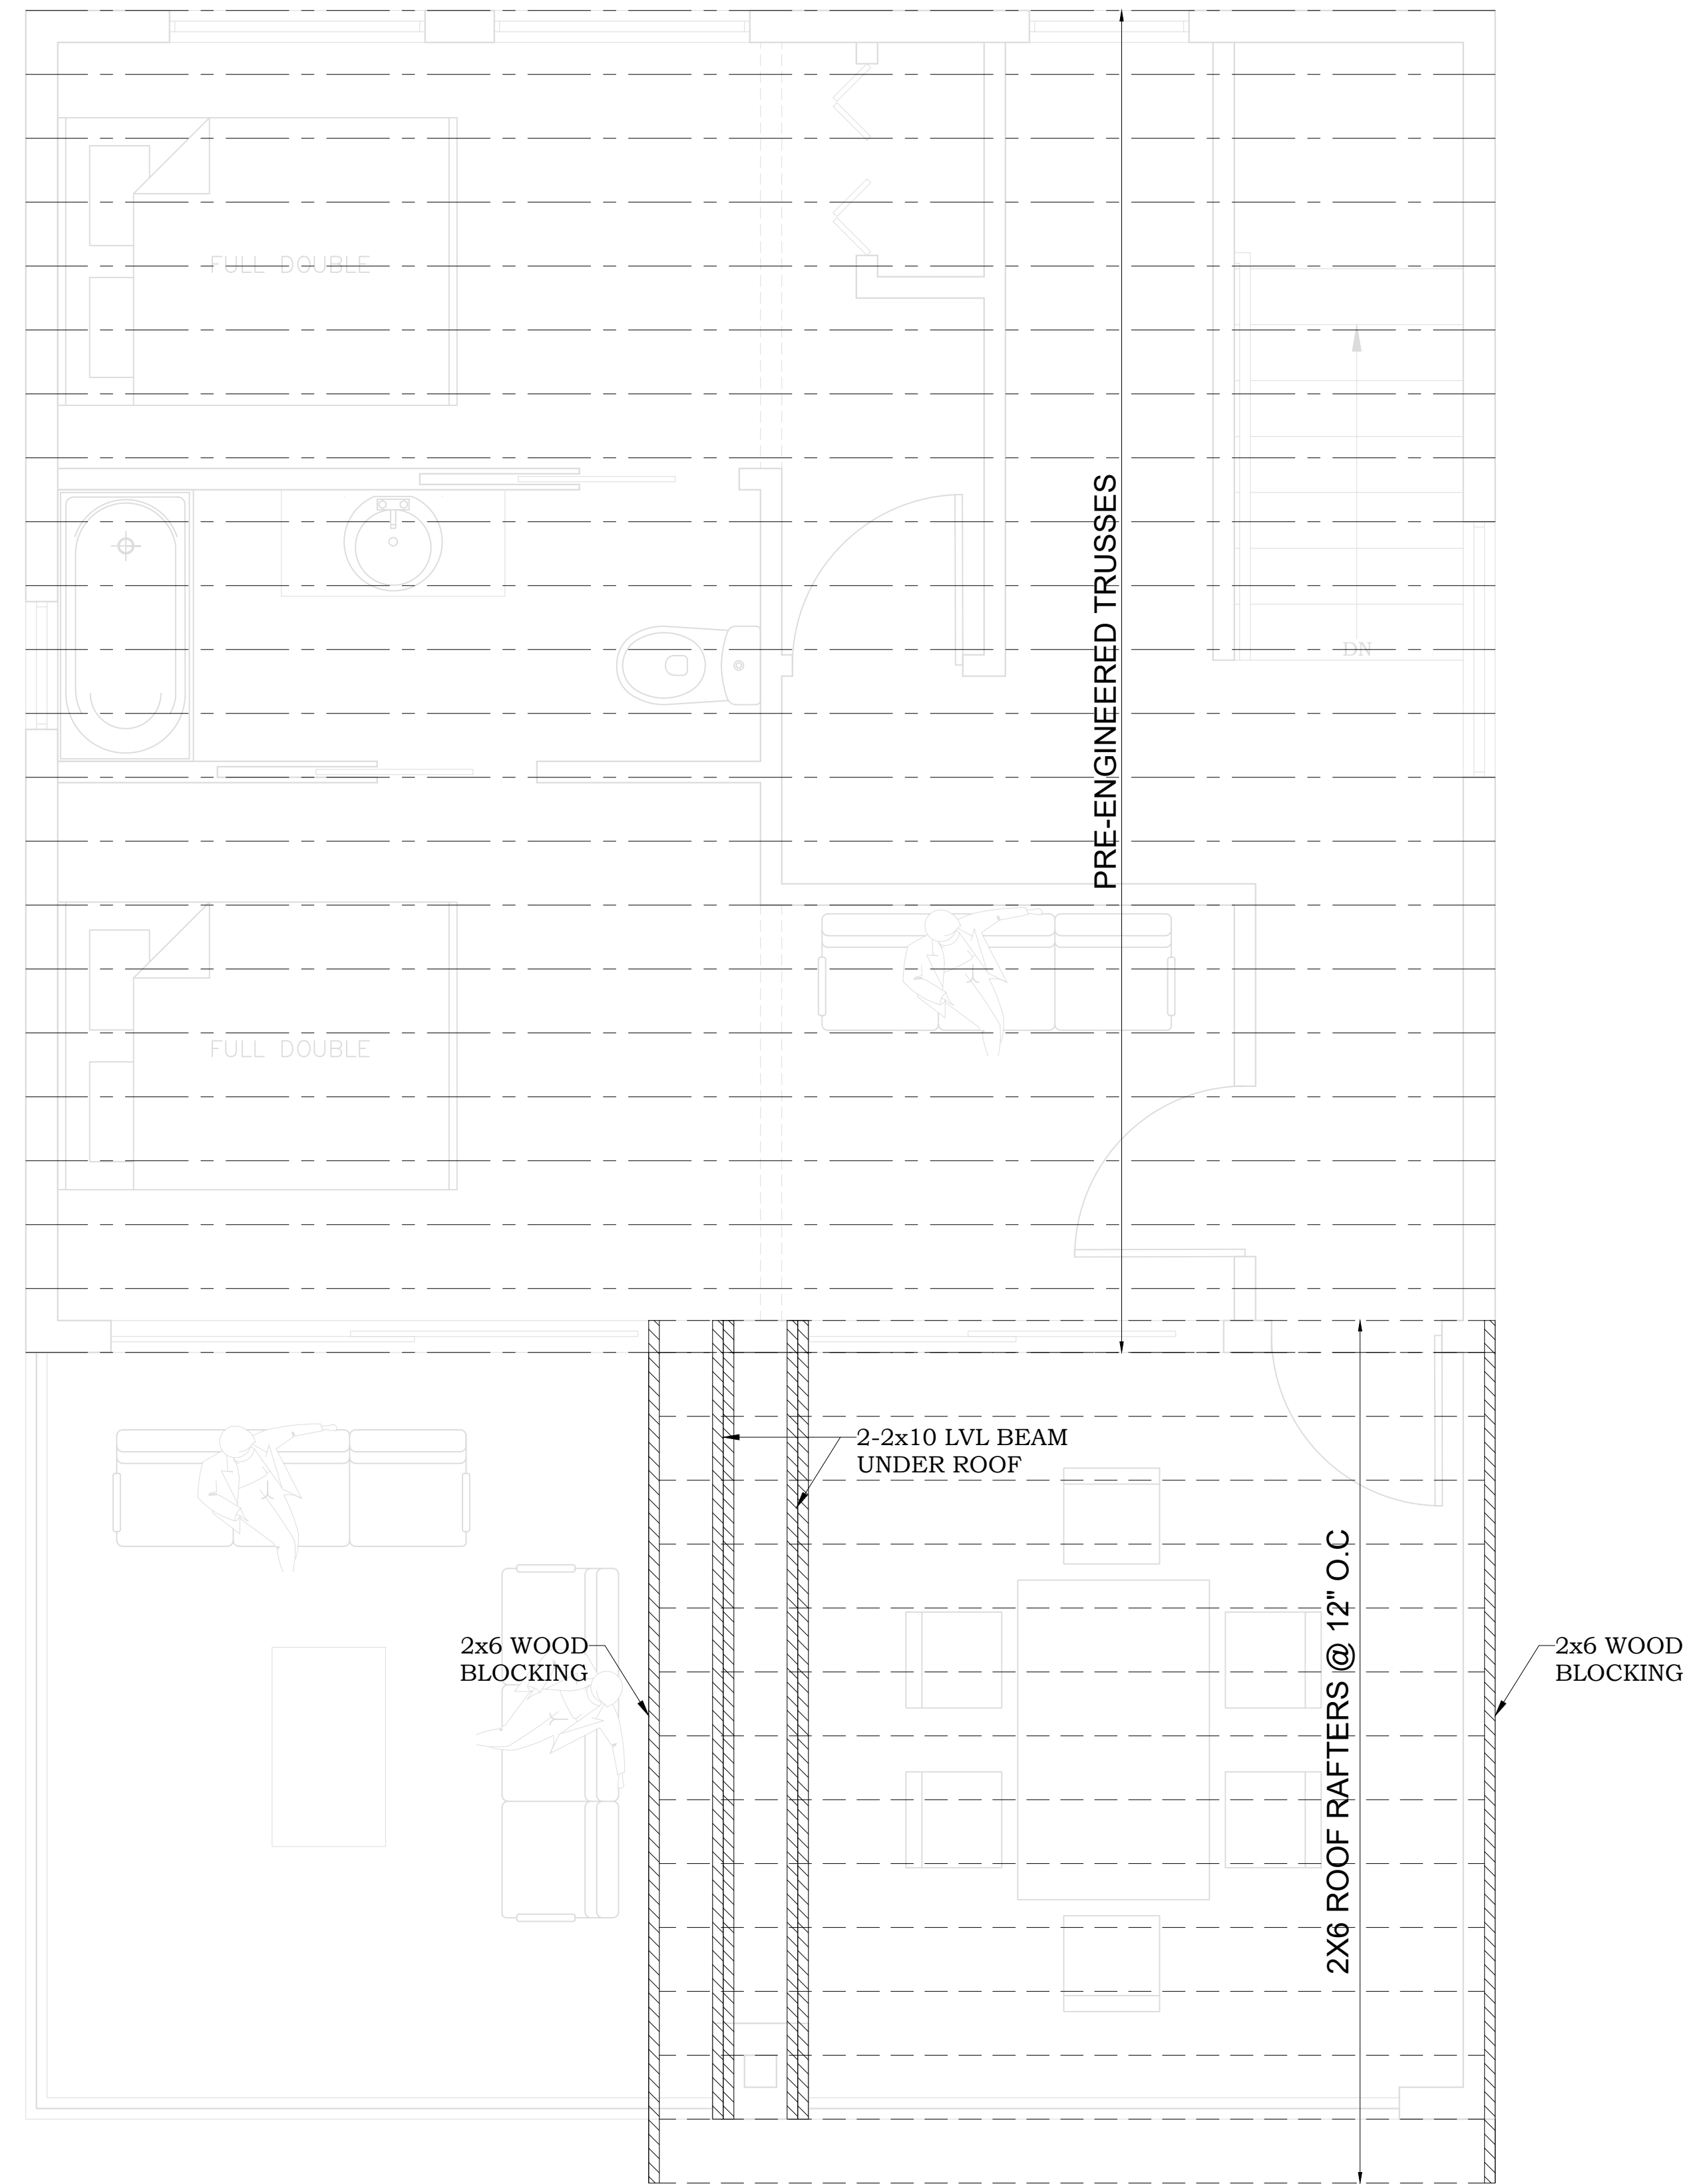 FULL DOUBLE
PRE-ENGINEERED TRUSSES
DN
FULL DOUBLE
2-2x10 LVL BEAM
UNDER ROOF
2x6 WOOD
BLOCKING
2X6 ROOF RAFTERS @ 12" O.C
2x6 WOOD
BLOCKING